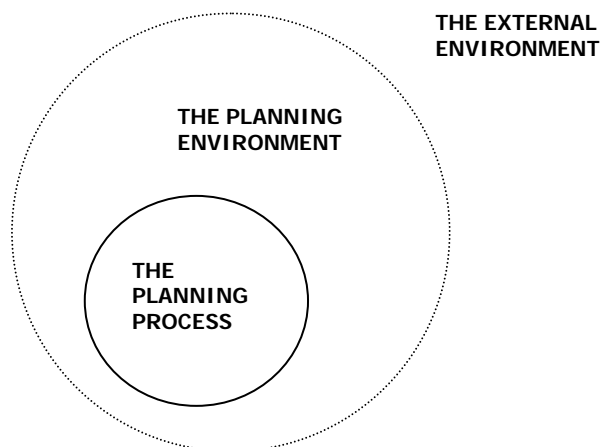 THE EXTERNAL
ENVIRONMENT
THE PLANNING
ENVIRONMENT
THE
PLANNING
PROCESS